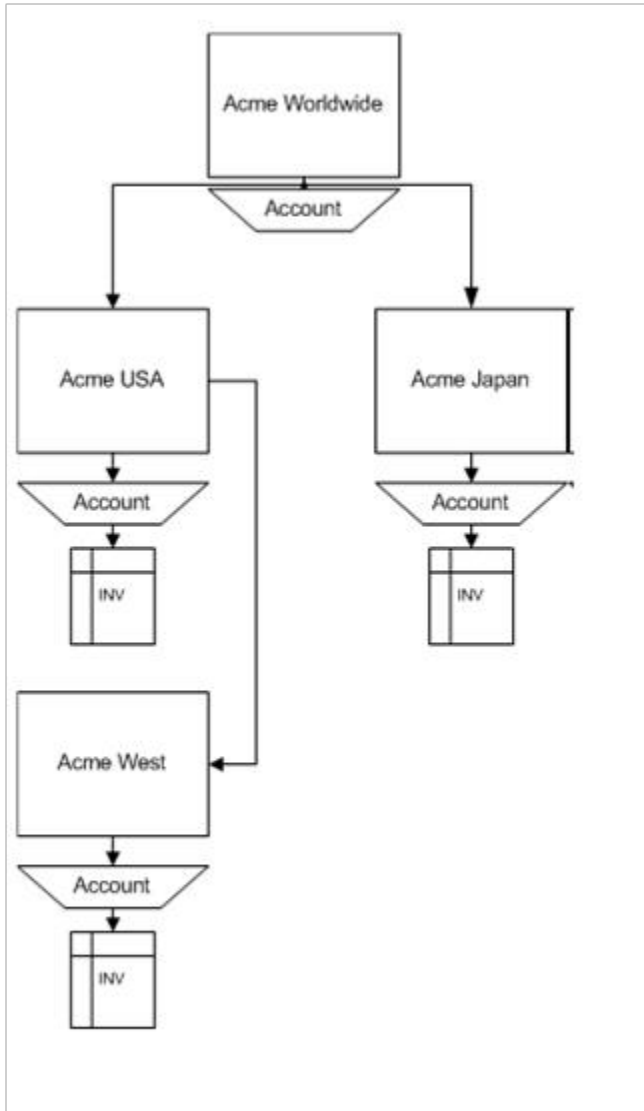 Acme Worldwide
Account
Acme USA
Acme Japan
Account
Account
INV
INV
Acme West
Account
INV